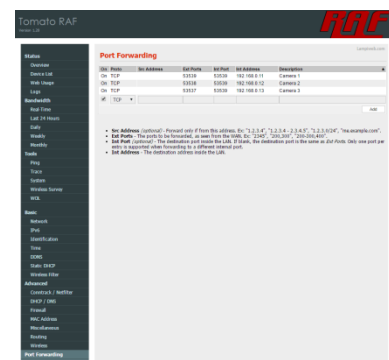 Tomato RAF
Version 1.28
RAF
Status
Overview
Device List
Web Usage
Logs
Bandwidth
Real-Time
Last 24 Hours
Daily
Weekly
Monthly
Tools
Ping
Trace
System
Wireless Survey
WOL
Basic
Network
IPv6
Identification
Time
DDNS
Static DHCP
Wireless Filter
Advanced
Conntrack / Netfilter
DHCP / DNS
Firewall
MAC Address
Miscellaneous
Routing
Wireless
Port Forwarding
Port Forwarding
On Proto Src Address Ext Ports Int Port Int Address Description
On TCP 53539 53539 192.168.0.11 Camera 1
On TCP 53538 53538 192.168.0.12 Camera 2
On TCP 53537 53539 192.168.0.13 Camera 3
TCP
Add
Src Address (optional) - Forward only if from this address. Ex: "1.2.3.4", "1.2.3.4 - 2.3.4.5", "1.2.3.0/24", "me.example.com".
Ext Ports - The ports to be forwarded, as seen from the WAN. Ex: "2345", "200,300", "200-300,400".
Int Port (optional) - The destination port inside the LAN. If blank, the destination port is the same as Ext Ports. Only one port per
entry is supported when forwarding to a different internal port.
Int Address - The destination address inside the LAN.